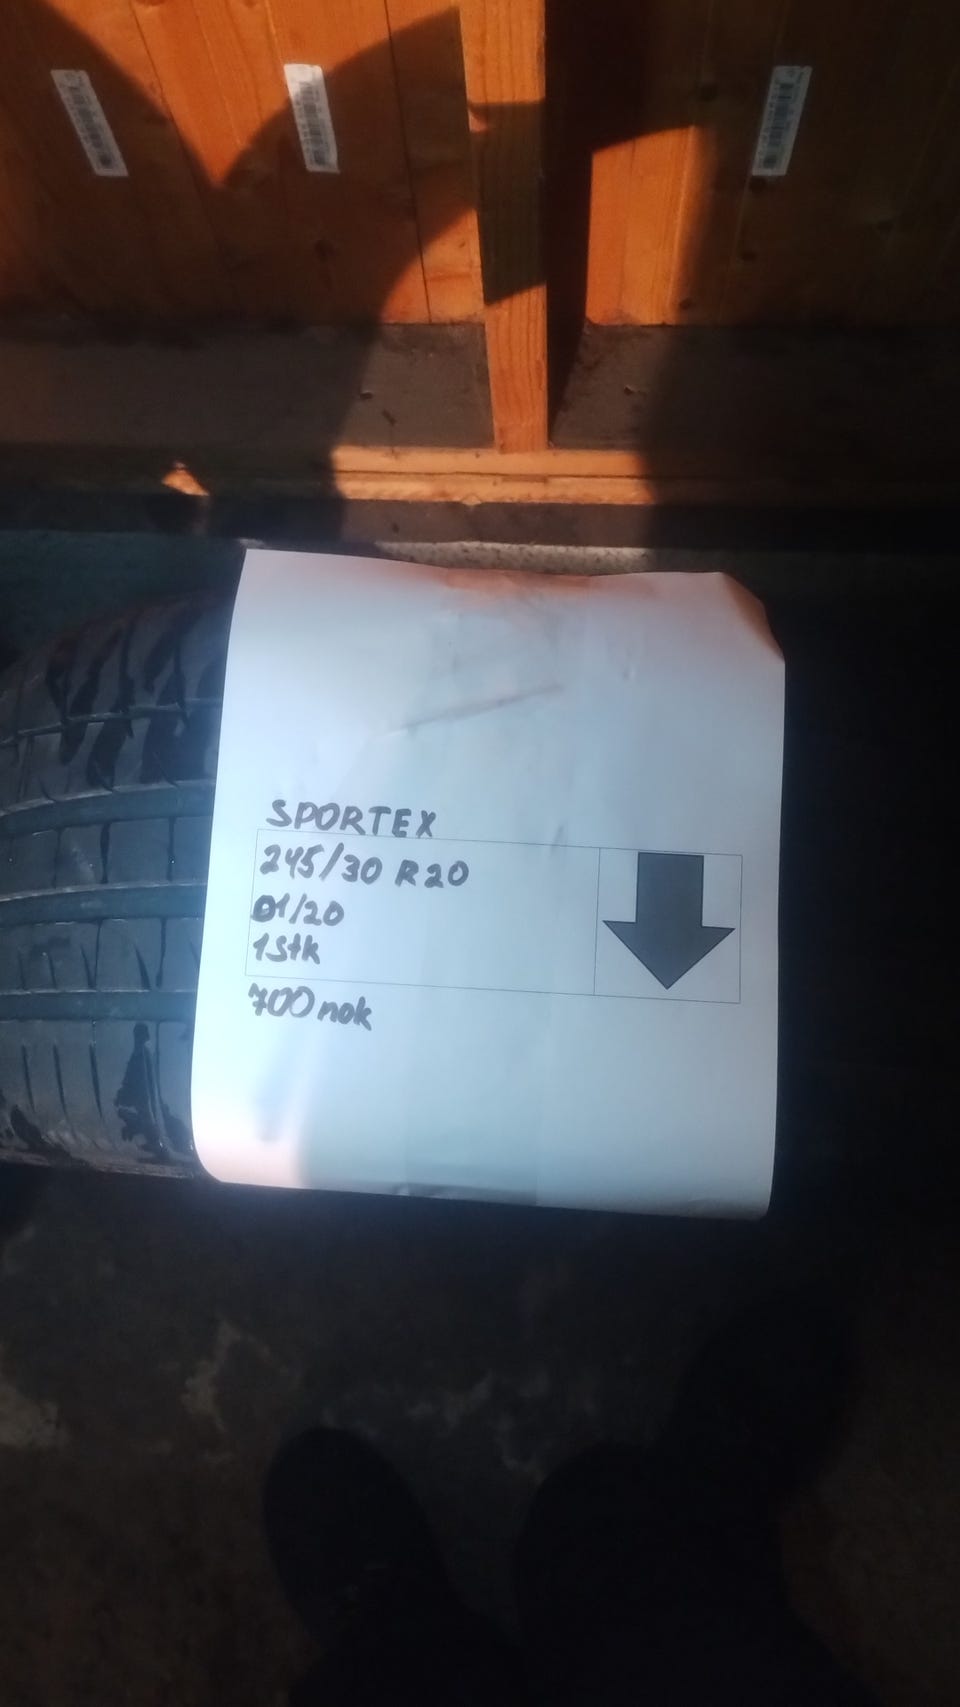 SPORTEX
245/30 R20
01/20
1Stk
700 nok